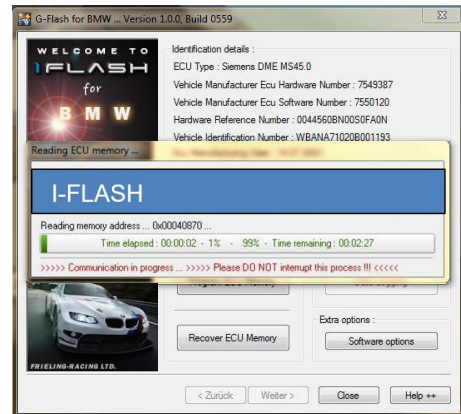 G-Flash for BMW ... Version 1.0.0, Build 0559
WELCOME TO
IFLASH
for
BMW
Identification details :
ECU Type : Siemens DME MS45.0
Vehicle Manufacturer Ecu Hardware Number : 7549387
Vehicle Manufacturer Ecu Software Number : 7550120
Hardware Reference Number : 0044560BN00S0FA0N
Vehicle Identification Number : WBANA71020B001193
Reading ECU memory ...
I-FLASH
Reading memory address ... 0x00040870 ...
Time elapsed : 00:00:02 - 1% - 99% - Time remaining : 00:02:27
>>>>> Communication in progress ... >>>>> Please DO NOT interrupt this process !!! <<<<<
Extra options :
Recover ECU Memory
Software options
FRIELING-RACING LTD.
< Zurück
Weiter >
Close
Help ++